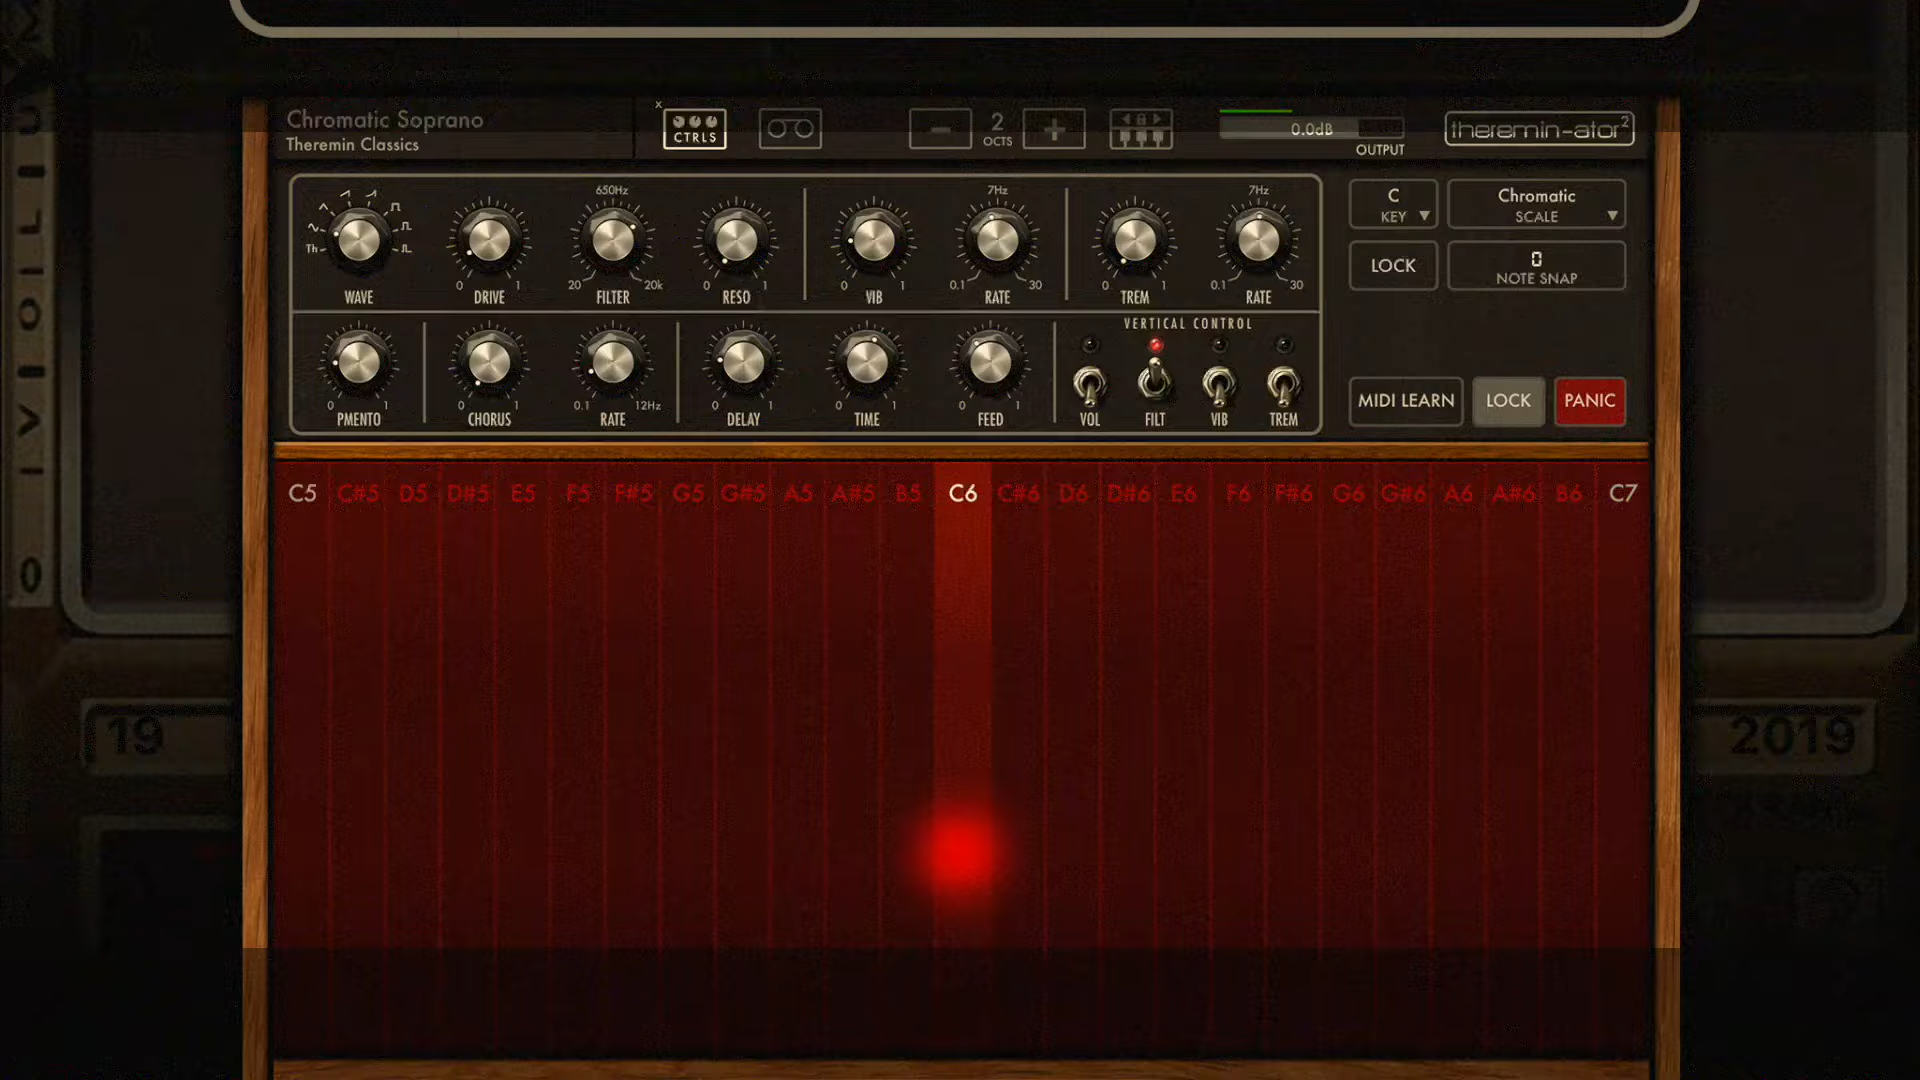 Chromatic Soprano
Theremin Classics
x
CTRLS
2
OCTS
0.0dB
OUTPUT
theremin-ator²
650Hz
7Hz
7Hz
Th
0 1
20 20k
0 1
0 1
0.1 30
0 1
0.1 30
WAVE
DRIVE
FILTER
RESO
VIB
RATE
TREM
RATE
C
KEY
Chromatic
SCALE
LOCK
0
NOTE SNAP
VERTICAL CONTROL
0 1
0 1
0.1 12Hz
0 1
0 1
0 1
PMENTO
CHORUS
RATE
DELAY
TIME
FEED
VOL
FILT
VIB
TREM
MIDI LEARN
LOCK
PANIC
C5 C#5 D5 D#5 E5 F5 F#5 G5 G#5 A5 A#5 B5 C6 C#6 D6 D#6 E6 F6 F#6 G6 G#6 A6 A#6 B6 C7
19
2019